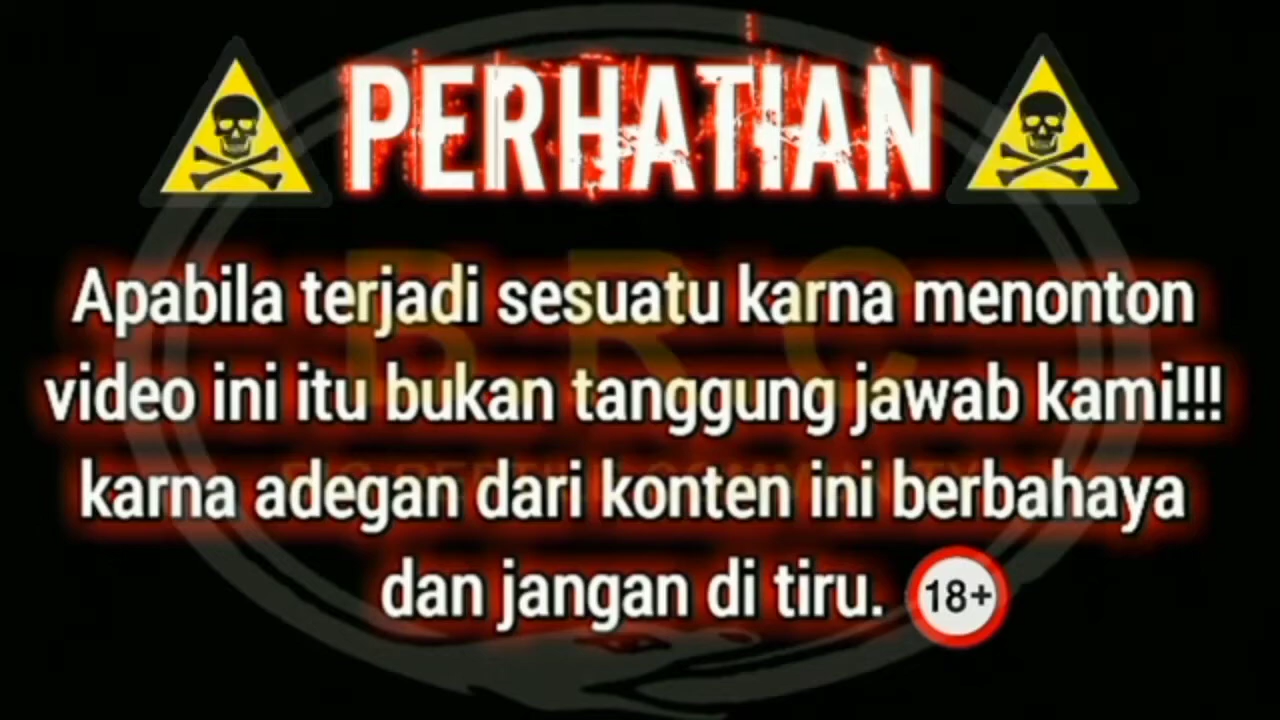 PERHATIAN
Apabila terjadi sesuatu karna menonton
B R C
video ini itu bukan tanggung jawab kami!!!
karna adegan dari konten ini berbahaya
dan jangan di tiru. 18+